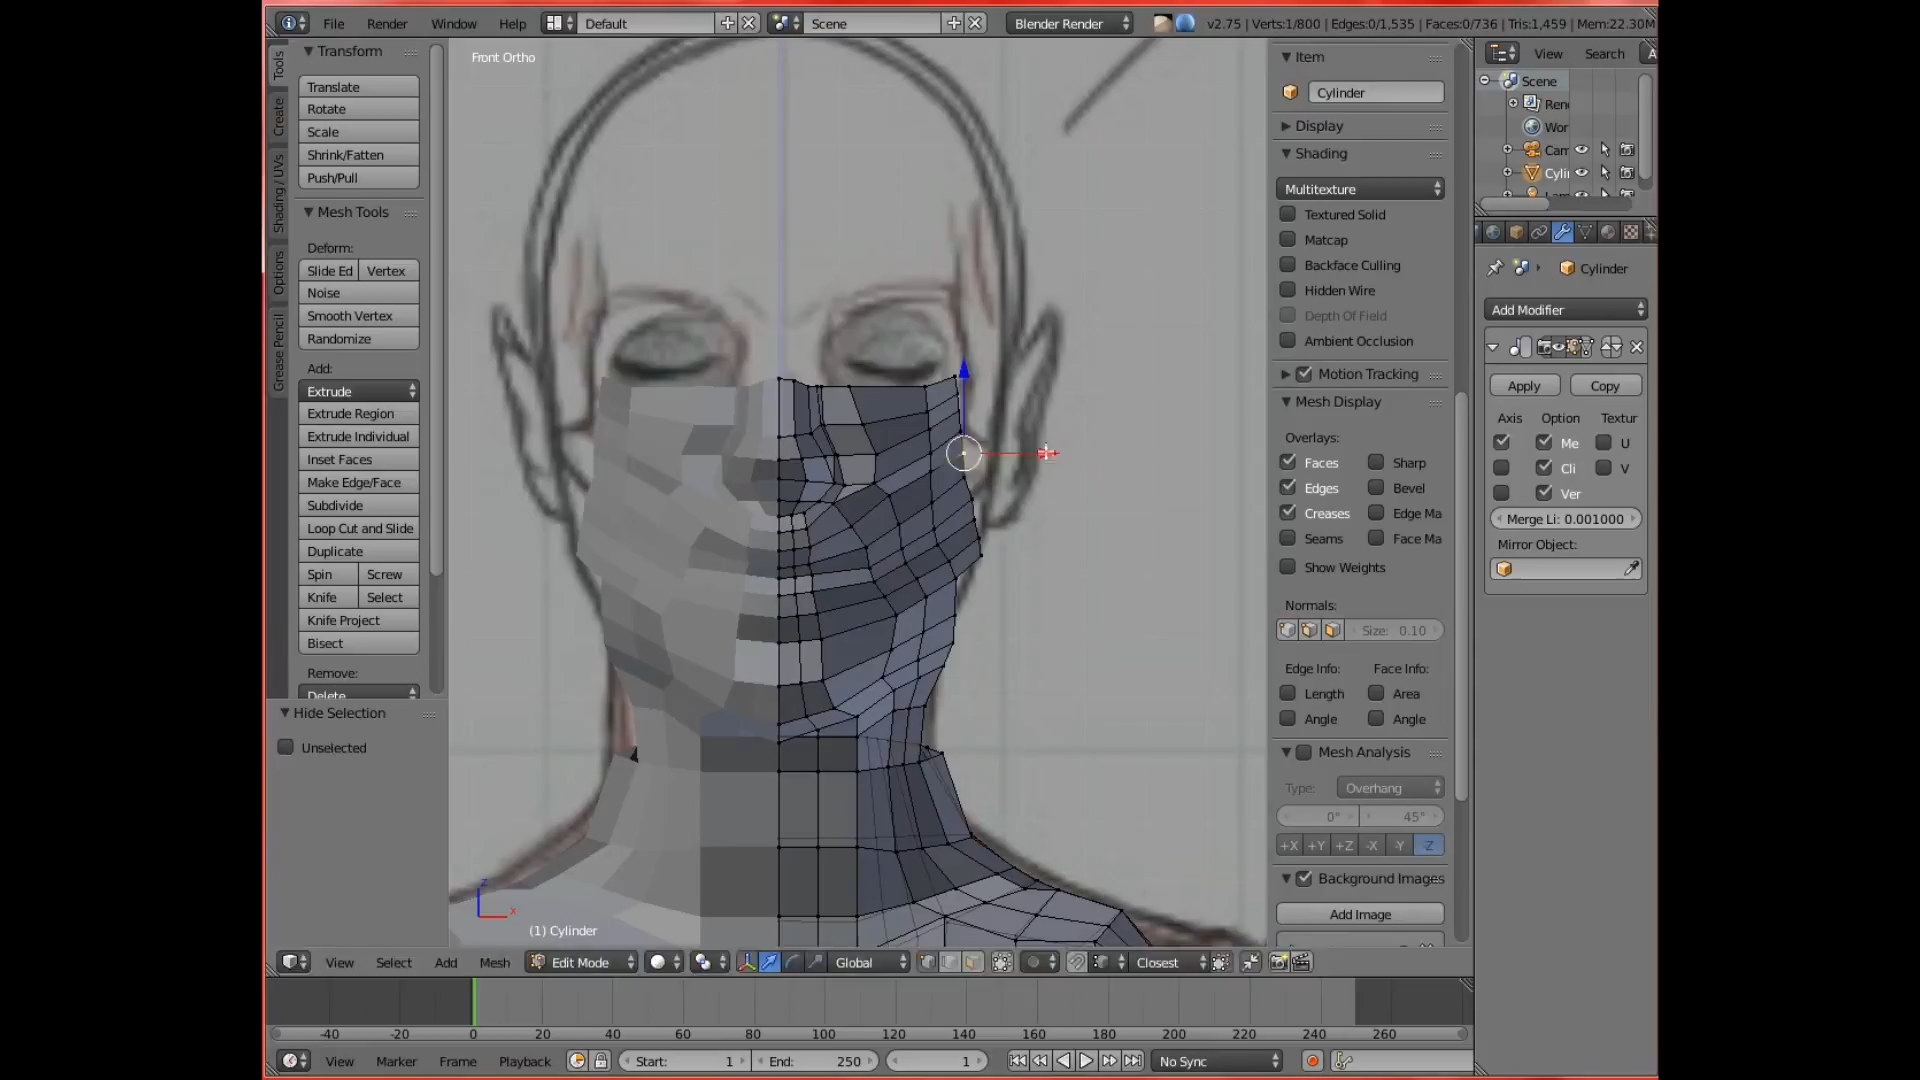 File Render Window Help Default Scene Blender Render v2.75 | Verts:1/800 | Edges:0/1,535 | Faces:0/736 | Tris:1,459 | Mem:22.30M
Tools
Create
Shading / UVs
Options
Grease Pencil
Transform
Translate
Rotate
Scale
Shrink/Fatten
Push/Pull
Mesh Tools
Deform:
Slide Ed Vertex
Noise
Smooth Vertex
Randomize
Add:
Extrude
Extrude Region
Extrude Individual
Inset Faces
Make Edge/Face
Subdivide
Loop Cut and Slide
Duplicate
Spin Screw
Knife Select
Knife Project
Bisect
Remove:
Delete
Hide Selection
Unselected
Front Ortho
z
x
(1) Cylinder
Item
Cylinder
Display
Shading
Multitexture
Textured Solid
Matcap
Backface Culling
Hidden Wire
Depth Of Field
Ambient Occlusion
Motion Tracking
Mesh Display
Overlays:
Faces Sharp
Edges Bevel
Creases Edge Ma
Seams Face Ma
Show Weights
Normals:
Size: 0.10
Edge Info: Face Info:
Length Area
Angle Angle
Mesh Analysis
Type: Overhang
0° 45°
+X +Y +Z -X -Y -Z
Background Images
Add Image
View Search A
Scene
Ren
Wor
Cam
Cyli
Cylinder
Add Modifier
Apply Copy
Axis Option Textur
Me U
Cli V
Ver
Merge Li: 0.001000
Mirror Object:
View Select Add Mesh Edit Mode Global Closest
-40 -20 0 20 40 60 80 100 120 140 160 180 200 220 240 260
View Marker Frame Playback Start: 1 End: 250 1 No Sync